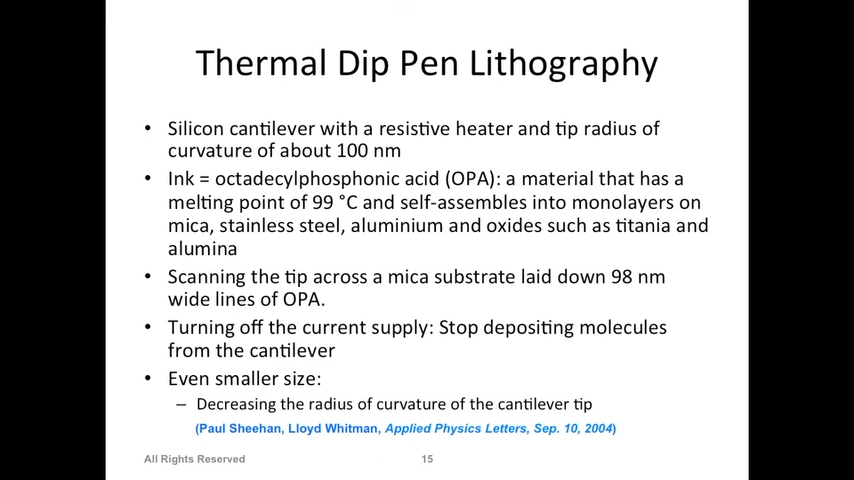 Thermal Dip Pen Lithography
• Silicon cantilever with a resistive heater and tip radius of
curvature of about 100 nm
• Ink = octadecylphosphonic acid (OPA): a material that has a
melting point of 99 °C and self-assembles into monolayers on
mica, stainless steel, aluminium and oxides such as titania and
alumina
• Scanning the tip across a mica substrate laid down 98 nm
wide lines of OPA.
• Turning off the current supply: Stop depositing molecules
from the cantilever
• Even smaller size:
– Decreasing the radius of curvature of the cantilever tip
(Paul Sheehan, Lloyd Whitman, Applied Physics Letters, Sep. 10, 2004)
All Rights Reserved 15